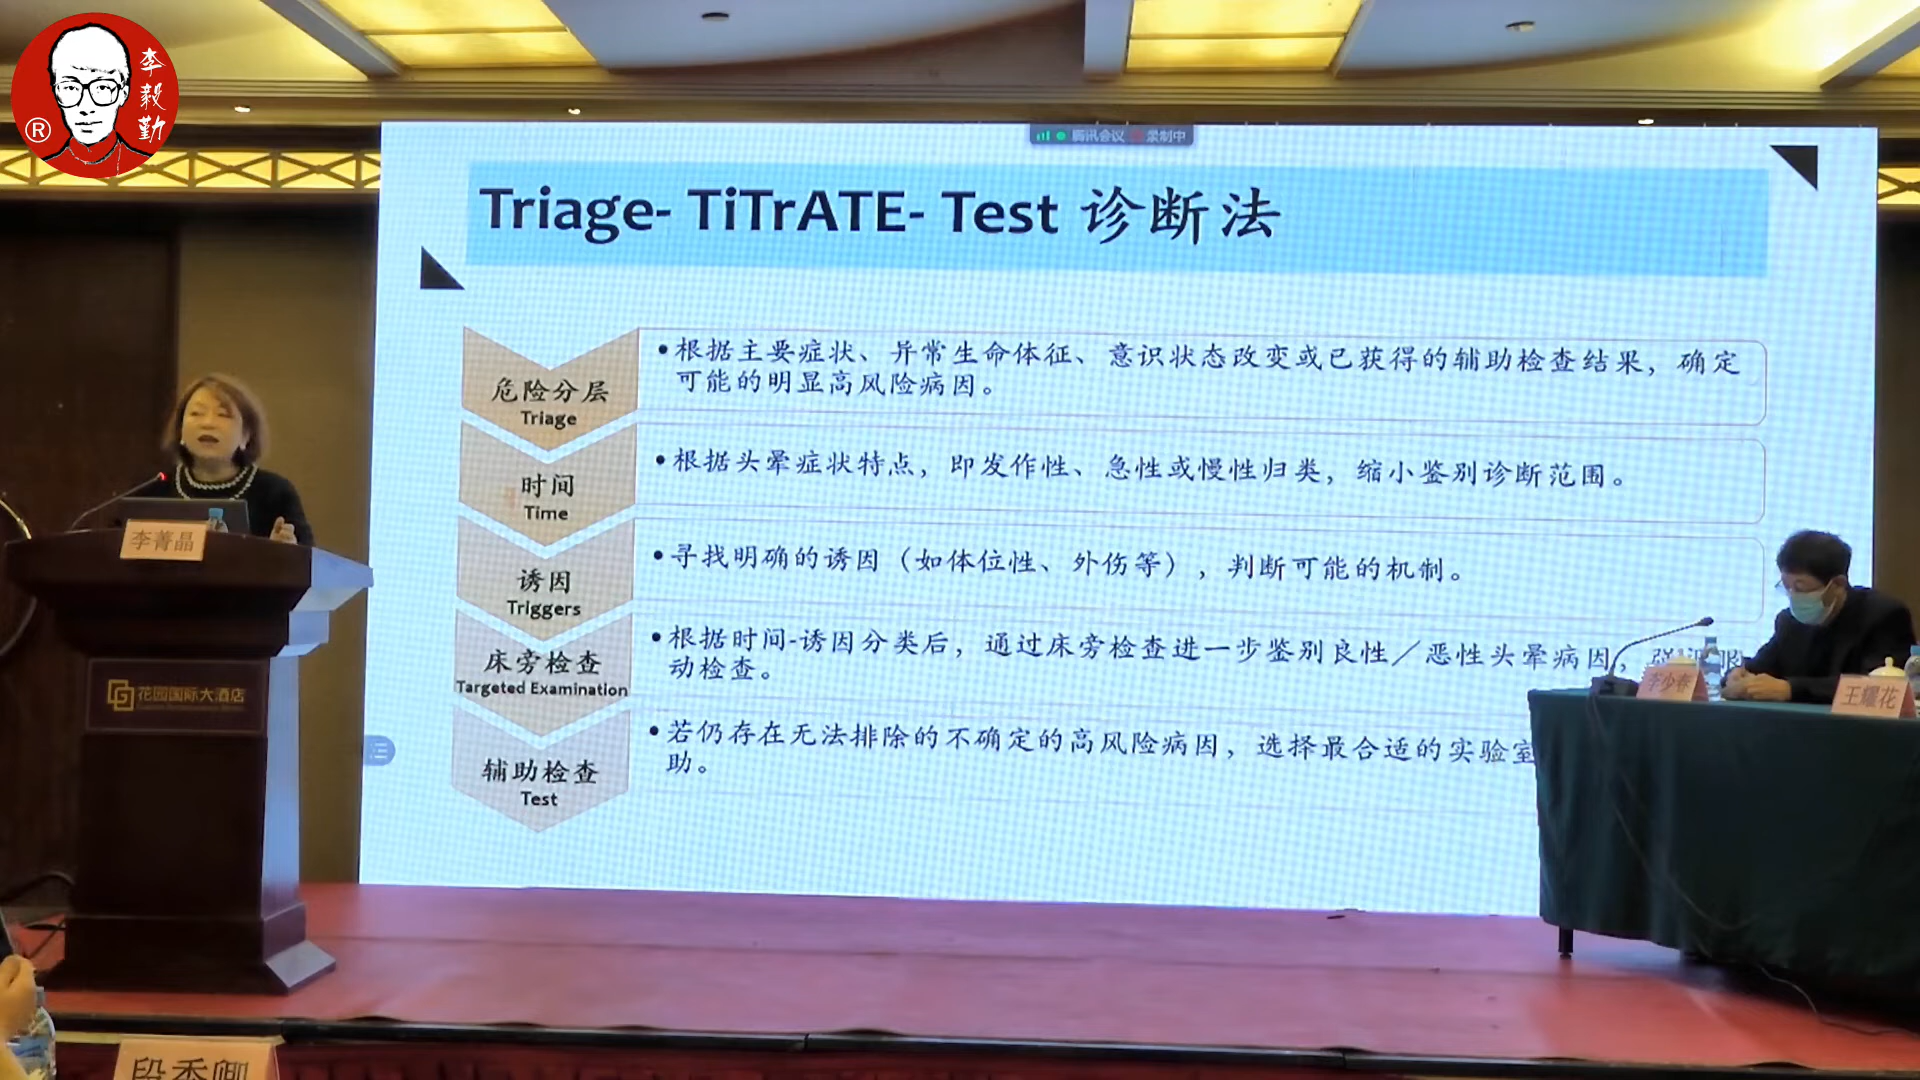 李毅勤
®
腾讯会议 录制中
Triage- TiTrATE- Test 诊断法
危险分层
Triage
•根据主要症状、异常生命体征、意识状态改变或已获得的辅助检查结果，确定
可能的明显高风险病因。
时间
Time
•根据头晕症状特点，即发作性、急性或慢性归类，缩小鉴别诊断范围。
诱因
Triggers
•寻找明确的诱因（如体位性、外伤等），判断可能的机制。
床旁检查
Targeted Examination
•根据时间-诱因分类后，通过床旁检查进一步鉴别良性／恶性头晕病因，
动检查。
辅助检查
Test
•若仍存在无法排除的不确定的高风险病因，选择最合适的实验室
助。
李菁晶
花园国际大酒店
李少春
王耀花
段香卿